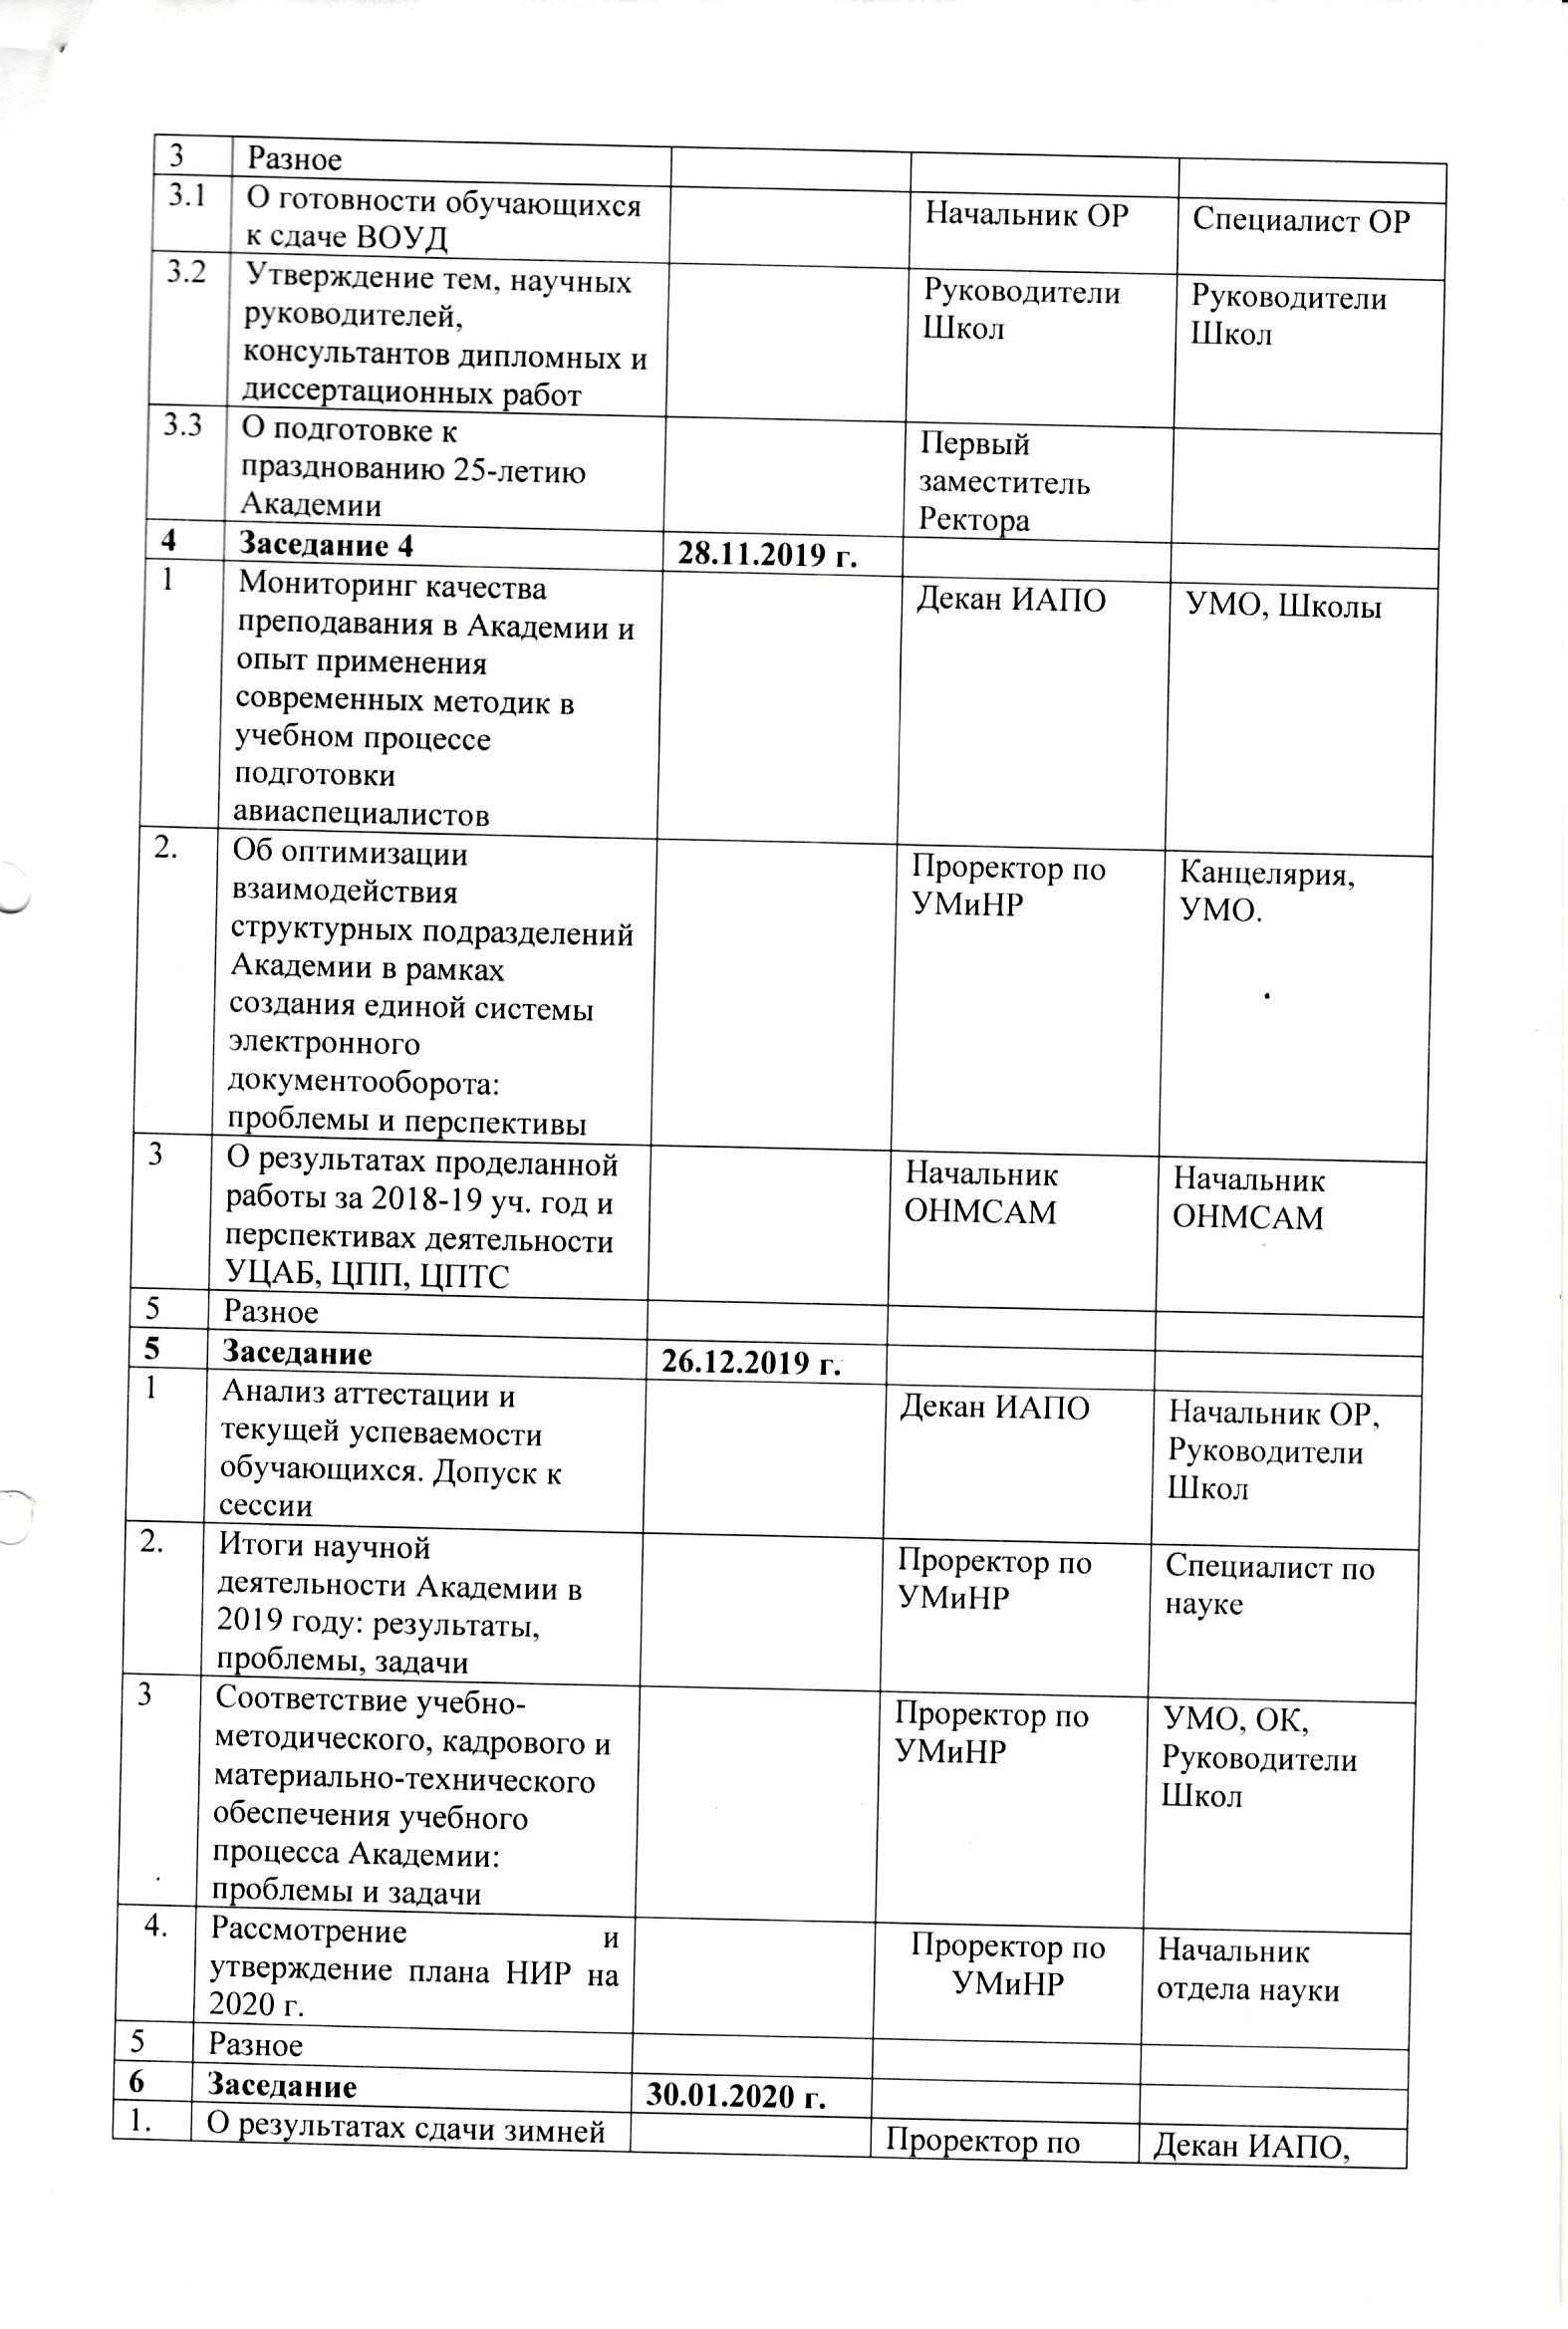 3 Разное
3.1 О готовности обучающихся Начальник ОР Специалист ОР
к сдаче ВОУД
3.2 Утверждение тем, научных Руководители Руководители
руководителей, Школ Школ
консультантов дипломных и
диссертационных работ
3.3 О подготовке к Первый
празднованию 25-летию заместитель
Академии Ректора
4 Заседание 4 28.11.2019 г.
1 Мониторинг качества Декан ИАПО УМО, Школы
преподавания в Академии и
опыт применения
современных методик в
учебном процессе
подготовки
авиаспециалистов
2. Об оптимизации Проректор по Канцелярия,
взаимодействия УМиНР УМО.
структурных подразделений
Академии в рамках
создания единой системы
электронного
документооборота:
проблемы и перспективы
3 О результатах проделанной Начальник Начальник
работы за 2018-19 уч. год и ОНМСАМ ОНМСАМ
перспективах деятельности
УЦАБ, ЦПП, ЦПТС
5 Разное
5 Заседание 26.12.2019 г.
1 Анализ аттестации и Декан ИАПО Начальник ОР,
текущей успеваемости Руководители
обучающихся. Допуск к Школ
сессии
2. Итоги научной Проректор по Специалист по
деятельности Академии в УМиНР науке
2019 году: результаты,
проблемы, задачи
3 Соответствие учебно- Проректор по УМО, ОК,
методического, кадрового и УМиНР Руководители
материально-технического Школ
обеспечения учебного
процесса Академии:
проблемы и задачи
4. Рассмотрение и Проректор по Начальник
утверждение плана НИР на УМиНР отдела науки
2020 г.
5 Разное
6 Заседание 30.01.2020 г.
1. О результатах сдачи зимней Проректор по Декан ИАПО,